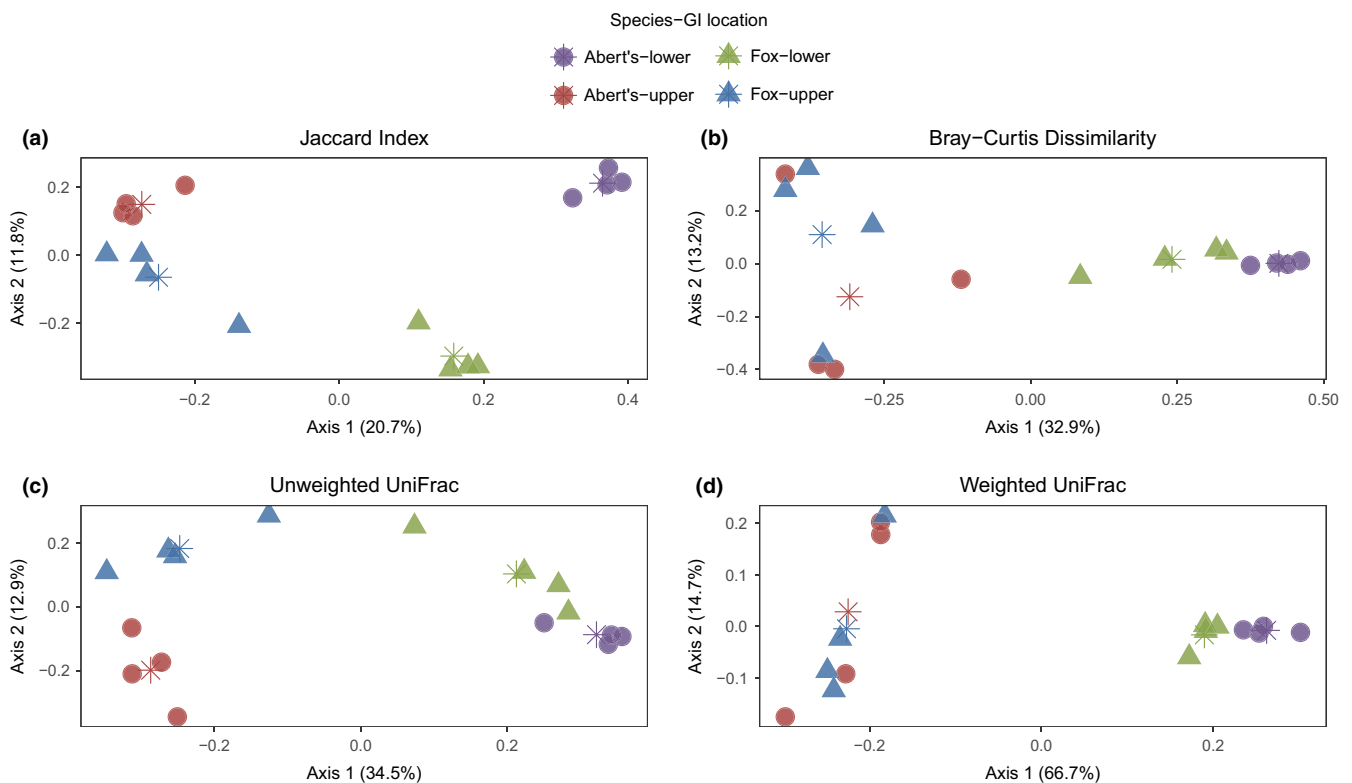 Species−GI location
Abert's−lower
Fox−lower
Abert's−upper
Fox−upper
(a)
Jaccard Index
0.2
0.0
−0.2
Axis 2 (11.8%)
−0.2
0.0
0.2
0.4
Axis 1 (20.7%)
(b)
Bray−Curtis Dissimilarity
0.2
0.0
−0.2
−0.4
Axis 2 (13.2%)
−0.25
0.00
0.25
0.50
Axis 1 (32.9%)
(c)
Unweighted UniFrac
0.2
0.0
−0.2
Axis 2 (12.9%)
−0.2
0.0
0.2
Axis 1 (34.5%)
(d)
Weighted UniFrac
0.2
0.1
0.0
−0.1
Axis 2 (14.7%)
−0.2
0.0
0.2
Axis 1 (66.7%)